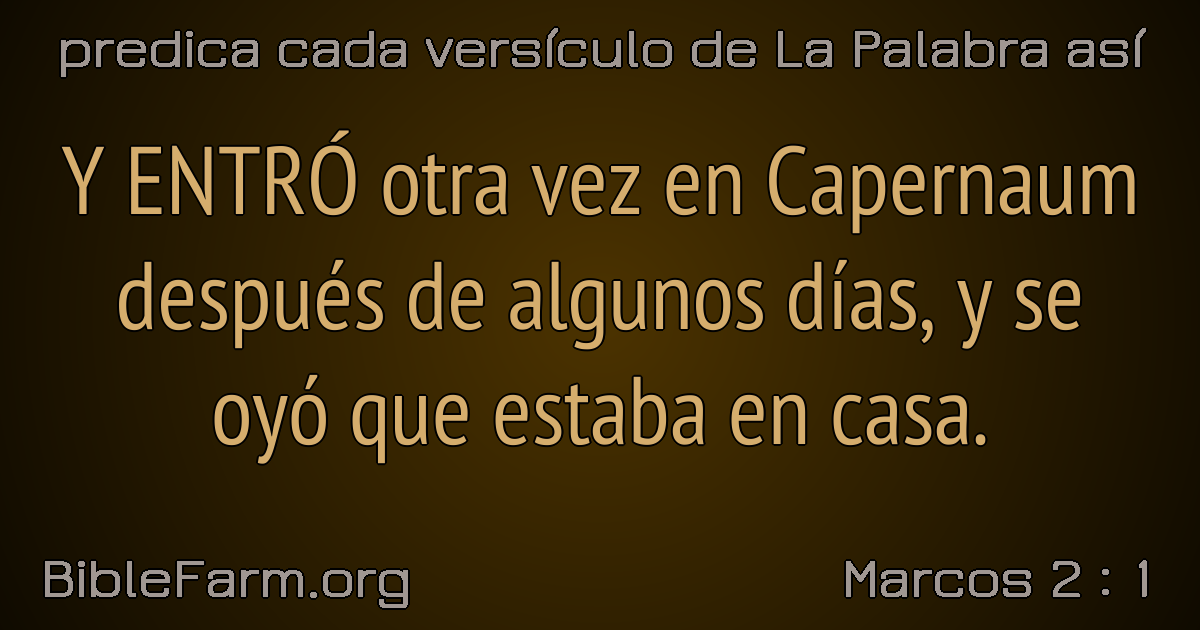 predica cada versículo de La Palabra así
Y ENTRÓ otra vez en Capernaum
después de algunos días, y se
oyó que estaba en casa.
BibleFarm.org
Marcos 2 : 1